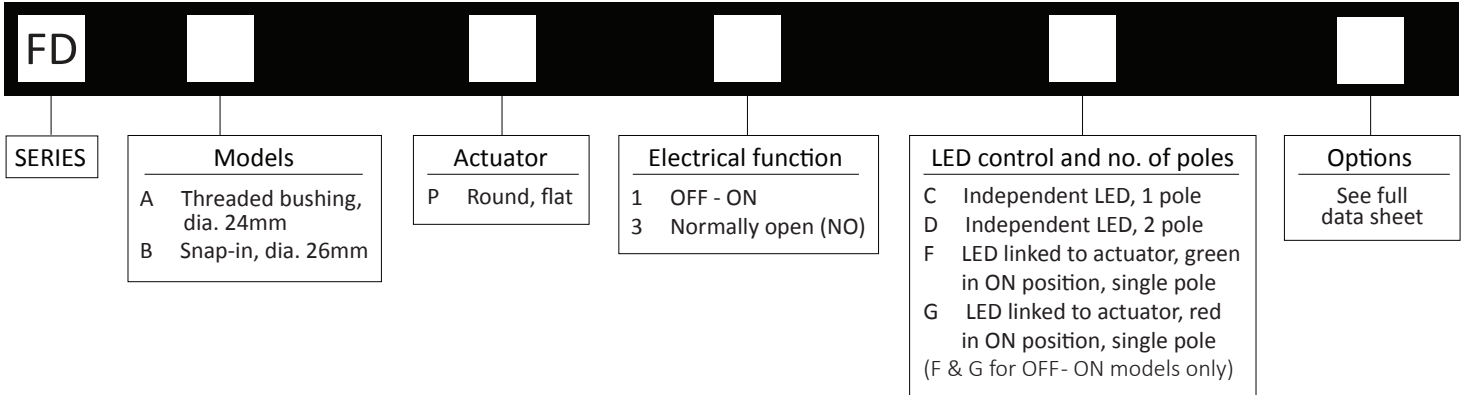 FD
SERIES
Models
A Threaded bushing,
dia. 24mm
B Snap-in, dia. 26mm
Actuator
P Round, flat
Electrical function
1 OFF - ON
3 Normally open (NO)
LED control and no. of poles
C Independent LED, 1 pole
D Independent LED, 2 pole
F LED linked to actuator, green
in ON position, single pole
G LED linked to actuator, red
in ON position, single pole
(F & G for OFF- ON models only)
Options
See full
data sheet